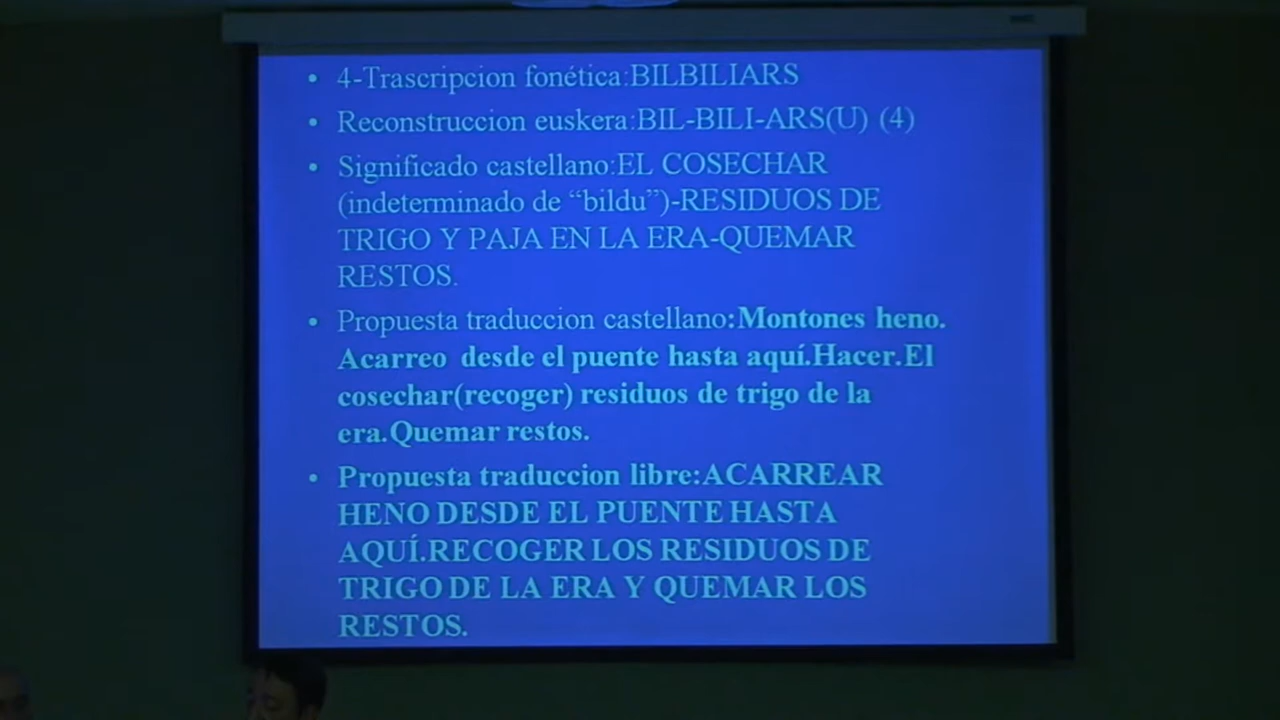 • 4-Trascripcion fonética:BILBILIARS
• Reconstruccion euskera:BIL-BILI-ARS(U) (4)
• Significado castellano:EL COSECHAR
(indeterminado de “bildu”)-RESIDUOS DE
TRIGO Y PAJA EN LA ERA-QUEMAR
RESTOS.
• Propuesta traduccion castellano:Montones heno.
Acarreo desde el puente hasta aquí.Hacer.El
cosechar(recoger) residuos de trigo de la
era.Quemar restos.
• Propuesta traduccion libre:ACARREAR
HENO DESDE EL PUENTE HASTA
AQUÍ.RECOGER LOS RESIDUOS DE
TRIGO DE LA ERA Y QUEMAR LOS
RESTOS.